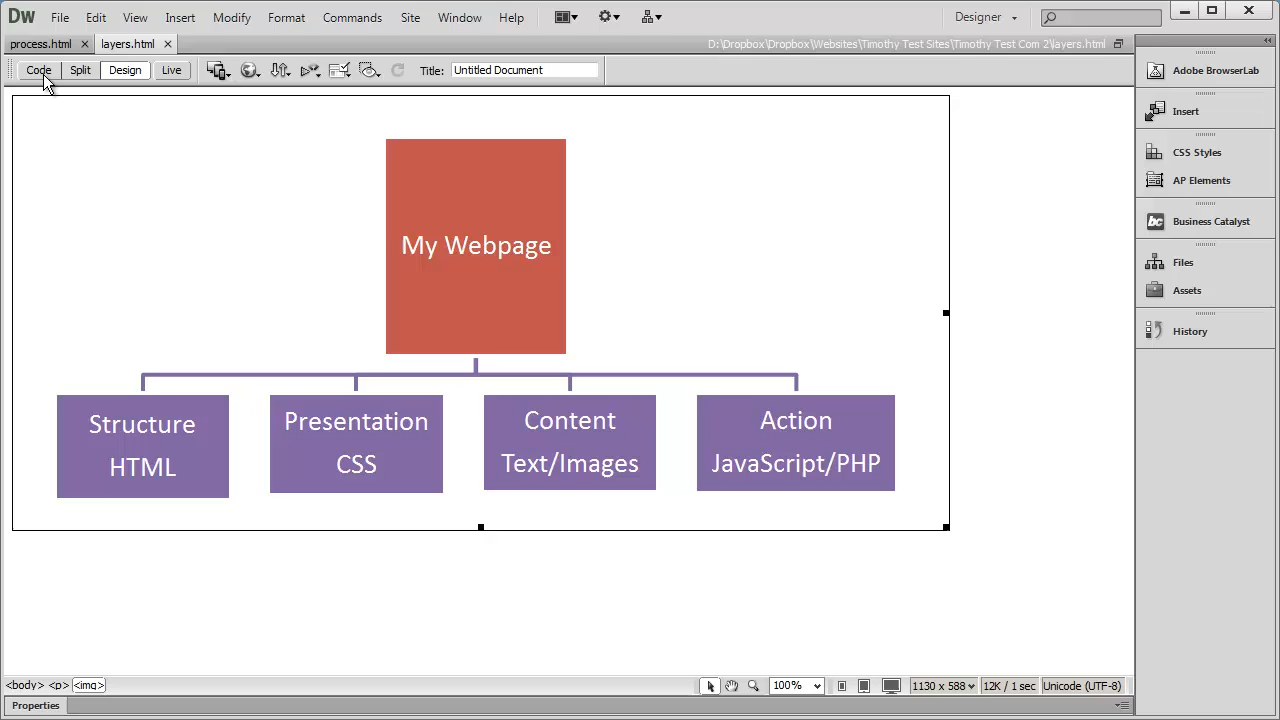 Dw File Edit View Insert Modify Format Commands Site Window Help Designer
process.html layers.html D:\Dropbox\Dropbox\Websites\Timothy Test Sites\Timothy Test Com 2\layers.html
Code Split Design Live Title: Untitled Document
Adobe BrowserLab
Insert
CSS Styles
AP Elements
bc Business Catalyst
Files
Assets
History
My Webpage
Structure
HTML
Presentation
CSS
Content
Text/Images
Action
JavaScript/PHP
<body> <p> <img> 100% 1130 x 588 12K / 1 sec Unicode (UTF-8)
Properties